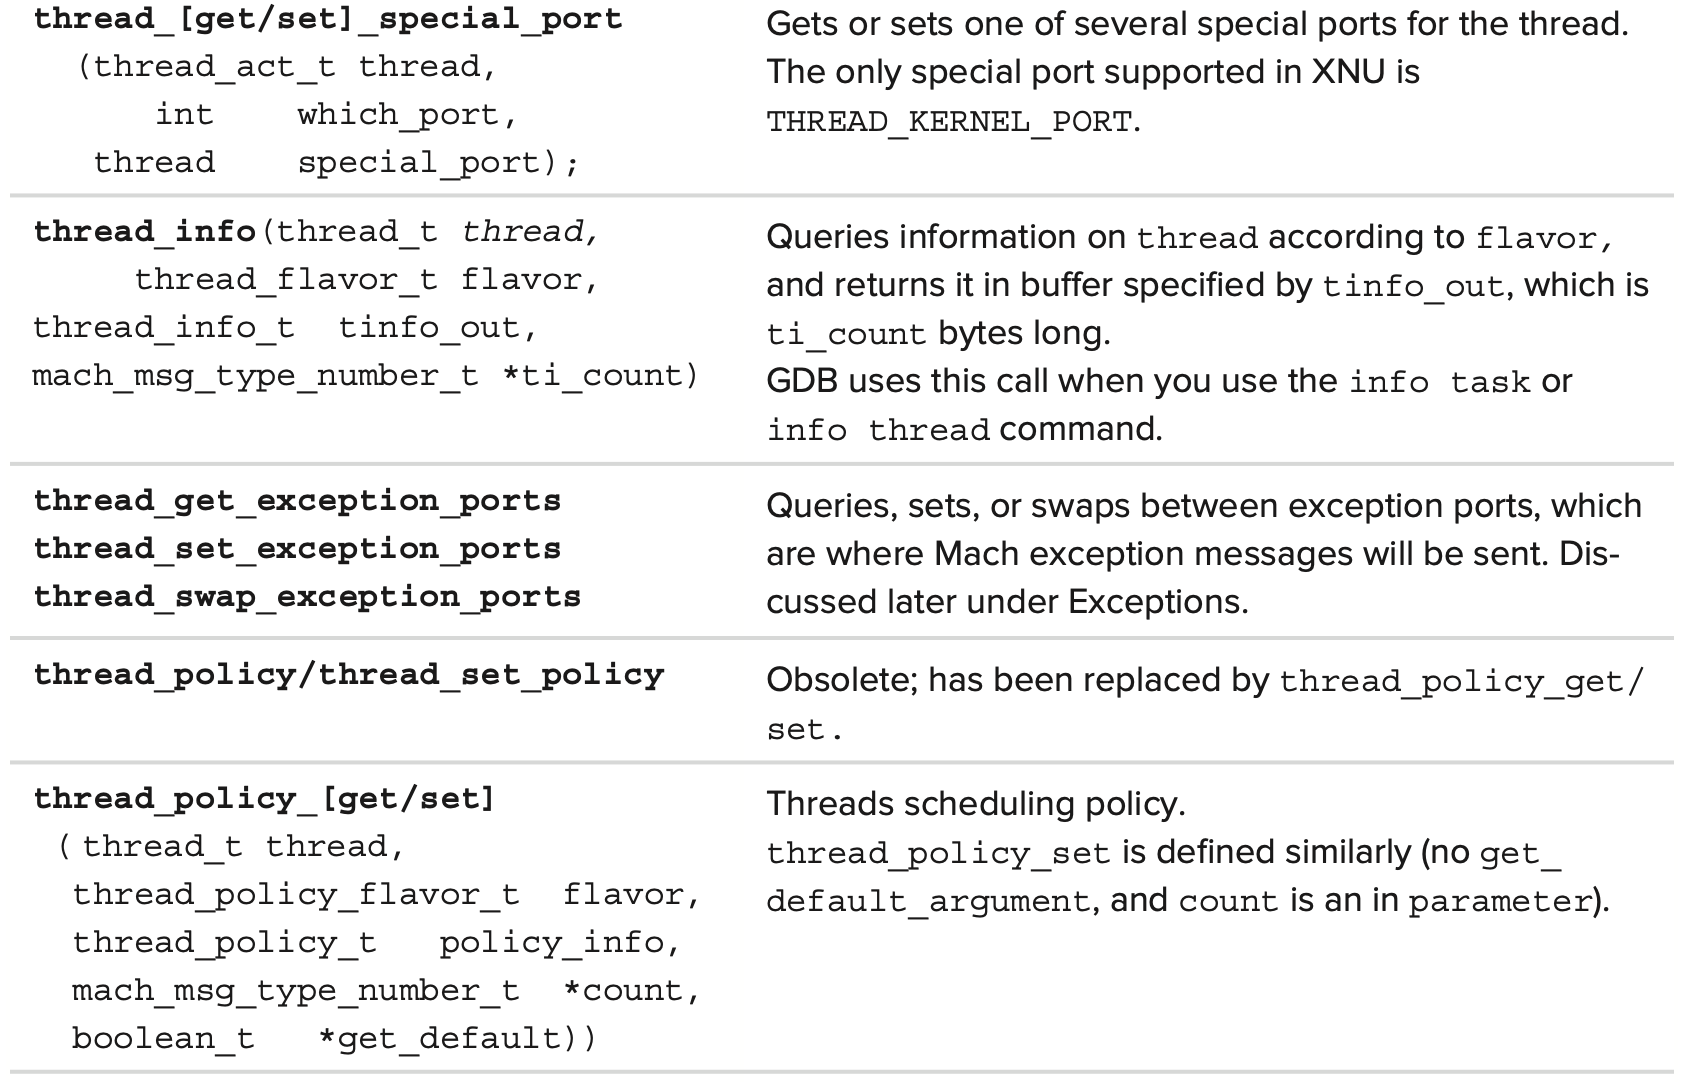 thread_[get/set]_special_port
(thread_act_t thread,
int which_port,
thread special_port);
Gets or sets one of several special ports for the thread.
The only special port supported in XNU is
THREAD_KERNEL_PORT.
thread_info(thread_t thread,
thread_flavor_t flavor,
thread_info_t tinfo_out,
mach_msg_type_number_t *ti_count)
Queries information on thread according to flavor,
and returns it in buffer specified by tinfo_out, which is
ti_count bytes long.
GDB uses this call when you use the info task or
info thread command.
thread_get_exception_ports
thread_set_exception_ports
thread_swap_exception_ports
Queries, sets, or swaps between exception ports, which
are where Mach exception messages will be sent. Dis-
cussed later under Exceptions.
thread_policy/thread_set_policy
Obsolete; has been replaced by thread_policy_get/
set.
thread_policy_[get/set]
( thread_t thread,
thread_policy_flavor_t flavor,
thread_policy_t policy_info,
mach_msg_type_number_t *count,
boolean_t *get_default))
Threads scheduling policy.
thread_policy_set is defined similarly (no get_
default_argument, and count is an in parameter).